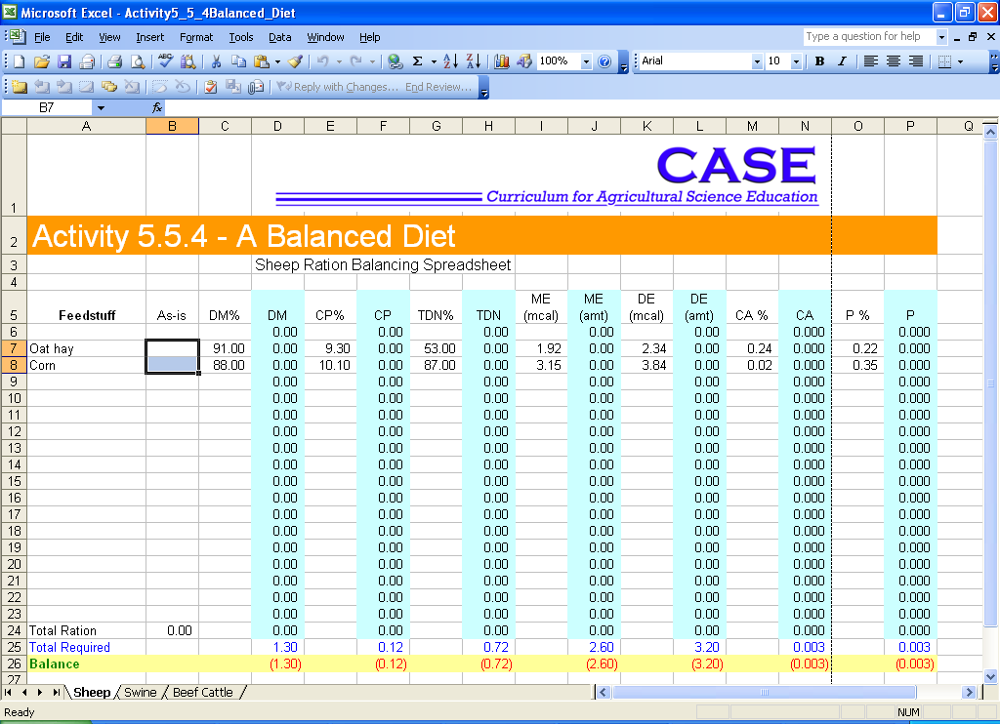 Microsoft Excel - Activity5_5_4Balanced_Diet
File Edit View Insert Format Tools Data Window Help Type a question for help
100% Arial 10 B I
Reply with Changes... End Review...
B7 fx
A B C D E F G H I J K L M N O P Q
CASE
1 Curriculum for Agricultural Science Education
2 Activity 5.5.4 - A Balanced Diet
3 Sheep Ration Balancing Spreadsheet
4
ME ME DE DE
5 Feedstuff As-is DM% DM CP% CP TDN% TDN (mcal) (amt) (mcal) (amt) CA % CA P % P
6 0.00 0.00 0.00 0.00 0.00 0.000 0.000
7 Oat hay 91.00 0.00 9.30 0.00 53.00 0.00 1.92 0.00 2.34 0.00 0.24 0.000 0.22 0.000
8 Corn 88.00 0.00 10.10 0.00 87.00 0.00 3.15 0.00 3.84 0.00 0.02 0.000 0.35 0.000
9 0.00 0.00 0.00 0.00 0.00 0.000 0.000
10 0.00 0.00 0.00 0.00 0.00 0.000 0.000
11 0.00 0.00 0.00 0.00 0.00 0.000 0.000
12 0.00 0.00 0.00 0.00 0.00 0.000 0.000
13 0.00 0.00 0.00 0.00 0.00 0.000 0.000
14 0.00 0.00 0.00 0.00 0.00 0.000 0.000
15 0.00 0.00 0.00 0.00 0.00 0.000 0.000
16 0.00 0.00 0.00 0.00 0.00 0.000 0.000
17 0.00 0.00 0.00 0.00 0.00 0.000 0.000
18 0.00 0.00 0.00 0.00 0.00 0.000 0.000
19 0.00 0.00 0.00 0.00 0.00 0.000 0.000
20 0.00 0.00 0.00 0.00 0.00 0.000 0.000
21 0.00 0.00 0.00 0.00 0.00 0.000 0.000
22 0.00 0.00 0.00 0.00 0.00 0.000 0.000
23 0.00 0.00 0.00 0.00 0.00 0.000 0.000
24 Total Ration 0.00 0.00 0.00 0.00 0.00 0.00 0.000 0.000
25 Total Required 1.30 0.12 0.72 2.60 3.20 0.003 0.003
26 Balance (1.30) (0.12) (0.72) (2.60) (3.20) (0.003) (0.003)
27
Sheep Swine Beef Cattle
Ready NUM